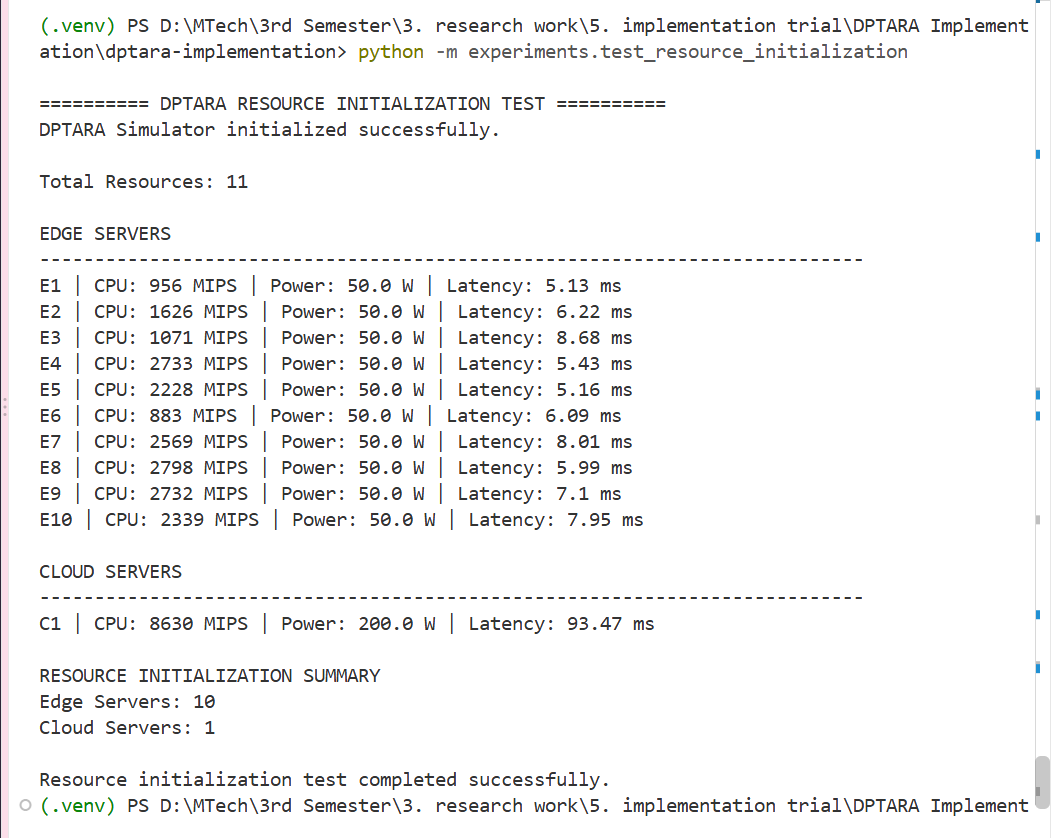 (.venv) PS D:\MTech\3rd Semester\3. research work\5. implementation trial\DPTARA Implement
ation\dptara-implementation> python -m experiments.test_resource_initialization
========== DPTARA RESOURCE INITIALIZATION TEST ==========
DPTARA Simulator initialized successfully.
Total Resources: 11
EDGE SERVERS
---------------------------------------------------------------------------
E1 | CPU: 956 MIPS | Power: 50.0 W | Latency: 5.13 ms
E2 | CPU: 1626 MIPS | Power: 50.0 W | Latency: 6.22 ms
E3 | CPU: 1071 MIPS | Power: 50.0 W | Latency: 8.68 ms
E4 | CPU: 2733 MIPS | Power: 50.0 W | Latency: 5.43 ms
E5 | CPU: 2228 MIPS | Power: 50.0 W | Latency: 5.16 ms
E6 | CPU: 883 MIPS | Power: 50.0 W | Latency: 6.09 ms
E7 | CPU: 2569 MIPS | Power: 50.0 W | Latency: 8.01 ms
E8 | CPU: 2798 MIPS | Power: 50.0 W | Latency: 5.99 ms
E9 | CPU: 2732 MIPS | Power: 50.0 W | Latency: 7.1 ms
E10 | CPU: 2339 MIPS | Power: 50.0 W | Latency: 7.95 ms
CLOUD SERVERS
---------------------------------------------------------------------------
C1 | CPU: 8630 MIPS | Power: 200.0 W | Latency: 93.47 ms
RESOURCE INITIALIZATION SUMMARY
Edge Servers: 10
Cloud Servers: 1
Resource initialization test completed successfully.
(.venv) PS D:\MTech\3rd Semester\3. research work\5. implementation trial\DPTARA Implement